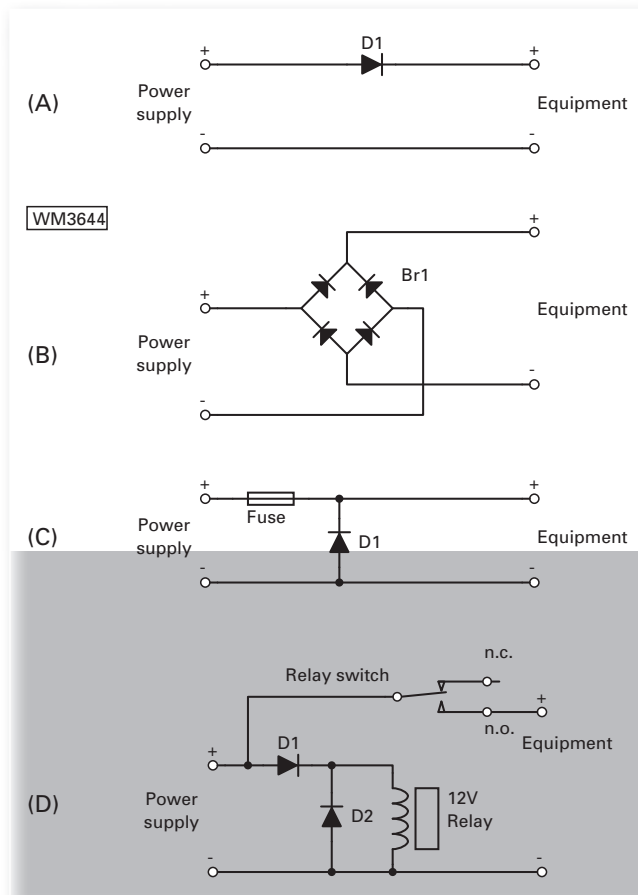 D1
+ +
Power
supply
Equipment
(A)
- -
WM3644
+
Br1
+
Equipment
Power
supply
(B)
-
-
+ +
Fuse
Power
supply
D1
Equipment
(C)
- -
n.c.
Relay switch
+
n.o.
Equipment
+
D1
Power
supply
D2
12V
Relay
(D)
- -